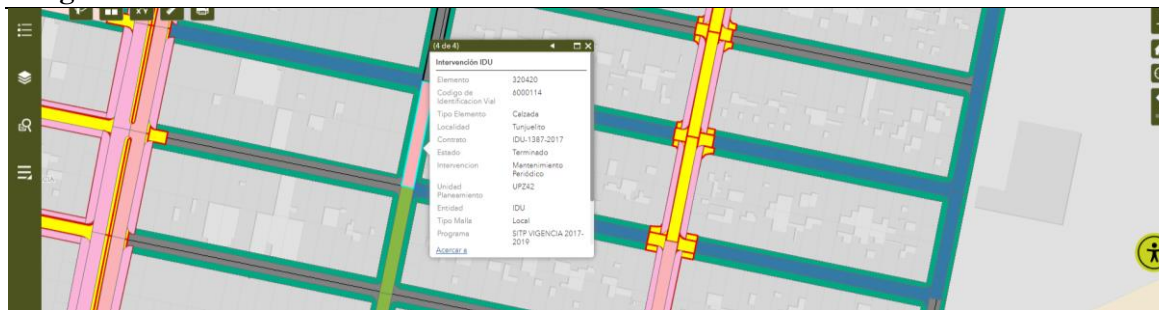 XY
(4 de 4)
Intervención IDU
Elemento 320420
Codigo de Identificacion Vial 6000114
Tipo Elemento Calzada
Localidad Tunjuelito
Contrato IDU-1387-2017
Estado Terminado
Intervencion Mantenimiento Periódico
Unidad Planeamiento UPZ42
Entidad IDU
Tipo Malla Local
Programa SITP VIGENCIA 2017-2019
Acercar a